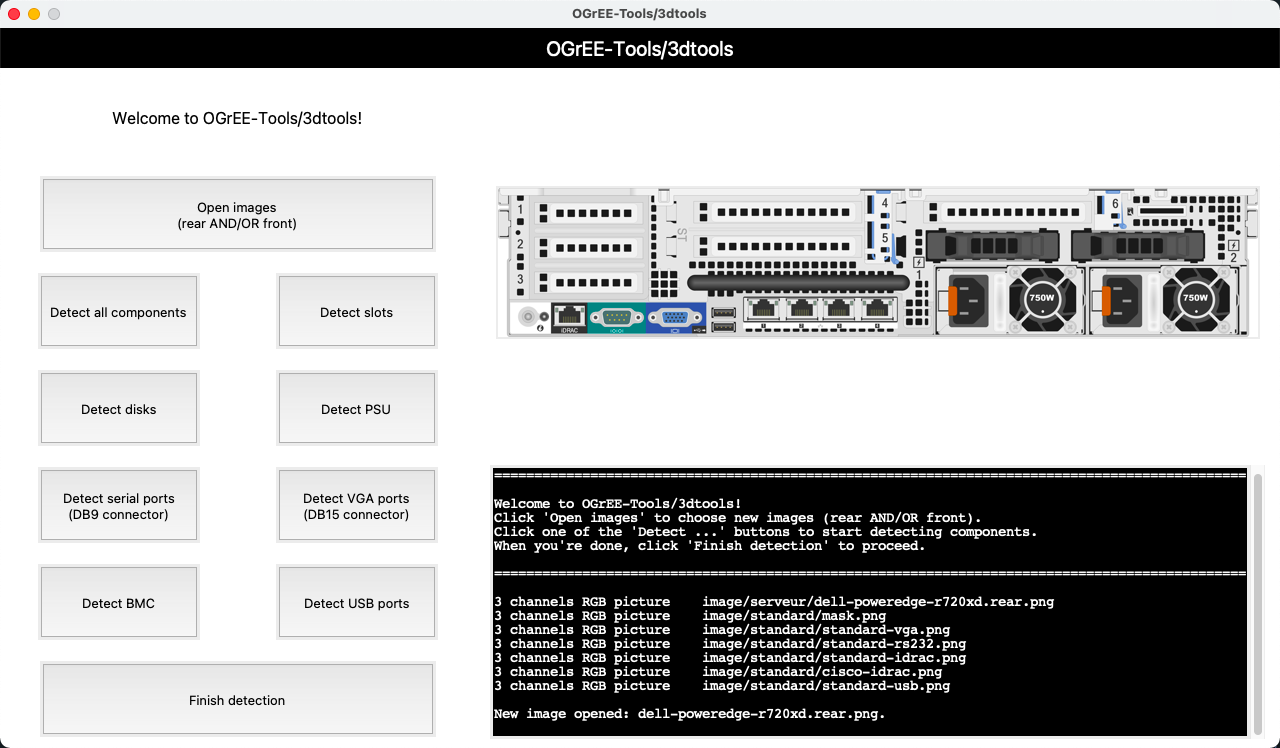 OGrEE-Tools/3dtools
OGrEE-Tools/3dtools
Welcome to OGrEE-Tools/3dtools!
Open images
(rear AND/OR front)
Detect all components
Detect slots
Detect disks
Detect PSU
Detect serial ports
(DB9 connector)
Detect VGA ports
(DB15 connector)
Detect BMC
Detect USB ports
Finish detection
1
2
3
ST
4
5
6
1
2
iDRAC
750W
750W
1
2
3
4
================================================================================
Welcome to OGrEE-Tools/3dtools!
Click 'Open images' to choose new images (rear AND/OR front).
Click one of the 'Detect ...' buttons to start detecting components.
When you're done, click 'Finish detection' to proceed.
================================================================================
3 channels RGB picture    image/serveur/dell-poweredge-r720xd.rear.png
3 channels RGB picture    image/standard/mask.png
3 channels RGB picture    image/standard/standard-vga.png
3 channels RGB picture    image/standard/standard-rs232.png
3 channels RGB picture    image/standard/standard-idrac.png
3 channels RGB picture    image/standard/cisco-idrac.png
3 channels RGB picture    image/standard/standard-usb.png
New image opened: dell-poweredge-r720xd.rear.png.